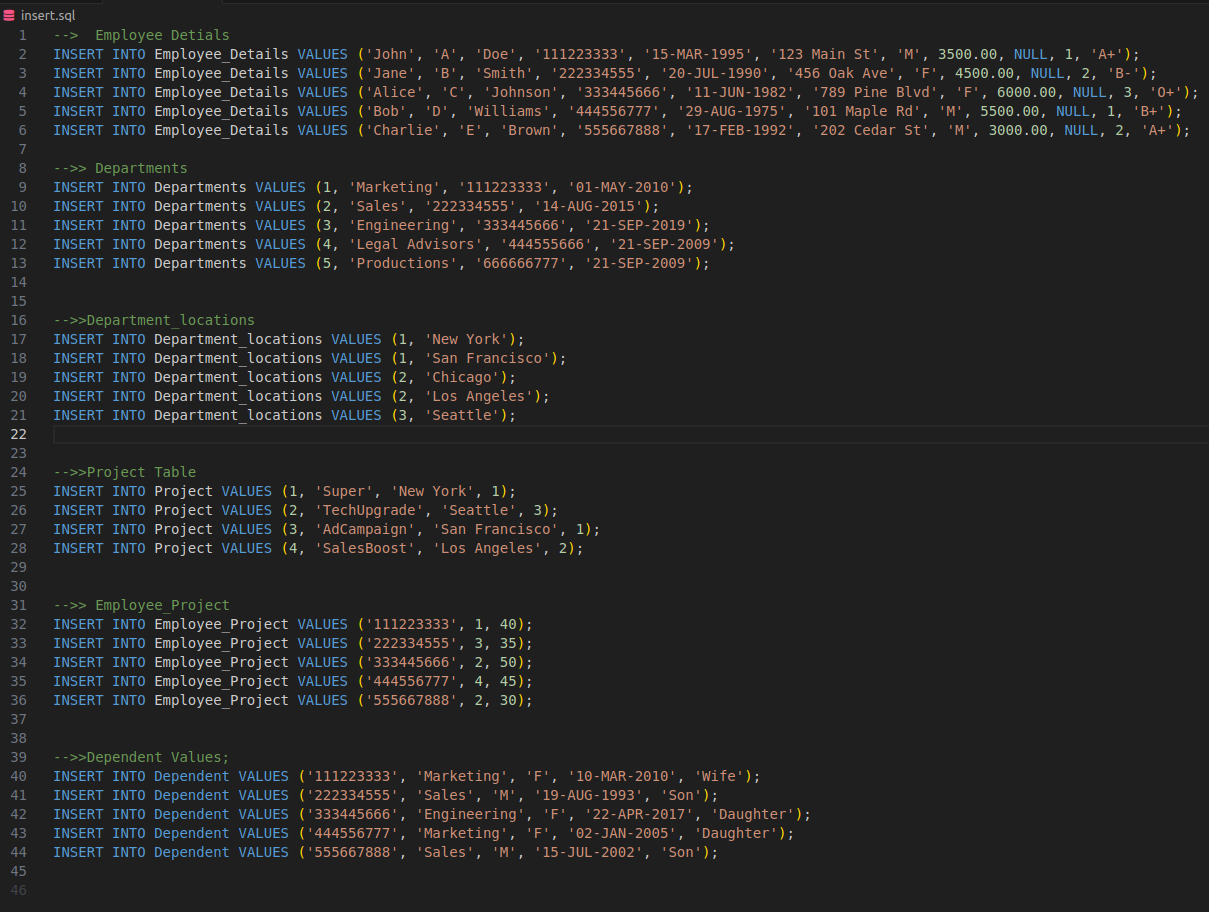 insert.sql
1 --> Employee Detials
2 INSERT INTO Employee_Details VALUES ('John', 'A', 'Doe', '111223333', '15-MAR-1995', '123 Main St', 'M', 3500.00, NULL, 1, 'A+');
3 INSERT INTO Employee_Details VALUES ('Jane', 'B', 'Smith', '222334555', '20-JUL-1990', '456 Oak Ave', 'F', 4500.00, NULL, 2, 'B-');
4 INSERT INTO Employee_Details VALUES ('Alice', 'C', 'Johnson', '333445666', '11-JUN-1982', '789 Pine Blvd', 'F', 6000.00, NULL, 3, 'O+');
5 INSERT INTO Employee_Details VALUES ('Bob', 'D', 'Williams', '444556777', '29-AUG-1975', '101 Maple Rd', 'M', 5500.00, NULL, 1, 'B+');
6 INSERT INTO Employee_Details VALUES ('Charlie', 'E', 'Brown', '555667888', '17-FEB-1992', '202 Cedar St', 'M', 3000.00, NULL, 2, 'A+');
7
8 -->> Departments
9 INSERT INTO Departments VALUES (1, 'Marketing', '111223333', '01-MAY-2010');
10 INSERT INTO Departments VALUES (2, 'Sales', '222334555', '14-AUG-2015');
11 INSERT INTO Departments VALUES (3, 'Engineering', '333445666', '21-SEP-2019');
12 INSERT INTO Departments VALUES (4, 'Legal Advisors', '444555666', '21-SEP-2009');
13 INSERT INTO Departments VALUES (5, 'Productions', '666666777', '21-SEP-2009');
14
15
16 -->>Department_locations
17 INSERT INTO Department_locations VALUES (1, 'New York');
18 INSERT INTO Department_locations VALUES (1, 'San Francisco');
19 INSERT INTO Department_locations VALUES (2, 'Chicago');
20 INSERT INTO Department_locations VALUES (2, 'Los Angeles');
21 INSERT INTO Department_locations VALUES (3, 'Seattle');
22
23
24 -->>Project Table
25 INSERT INTO Project VALUES (1, 'Super', 'New York', 1);
26 INSERT INTO Project VALUES (2, 'TechUpgrade', 'Seattle', 3);
27 INSERT INTO Project VALUES (3, 'AdCampaign', 'San Francisco', 1);
28 INSERT INTO Project VALUES (4, 'SalesBoost', 'Los Angeles', 2);
29
30
31 -->> Employee_Project
32 INSERT INTO Employee_Project VALUES ('111223333', 1, 40);
33 INSERT INTO Employee_Project VALUES ('222334555', 3, 35);
34 INSERT INTO Employee_Project VALUES ('333445666', 2, 50);
35 INSERT INTO Employee_Project VALUES ('444556777', 4, 45);
36 INSERT INTO Employee_Project VALUES ('555667888', 2, 30);
37
38
39 -->>Dependent Values;
40 INSERT INTO Dependent VALUES ('111223333', 'Marketing', 'F', '10-MAR-2010', 'Wife');
41 INSERT INTO Dependent VALUES ('222334555', 'Sales', 'M', '19-AUG-1993', 'Son');
42 INSERT INTO Dependent VALUES ('333445666', 'Engineering', 'F', '22-APR-2017', 'Daughter');
43 INSERT INTO Dependent VALUES ('444556777', 'Marketing', 'F', '02-JAN-2005', 'Daughter');
44 INSERT INTO Dependent VALUES ('555667888', 'Sales', 'M', '15-JUL-2002', 'Son');
45
46